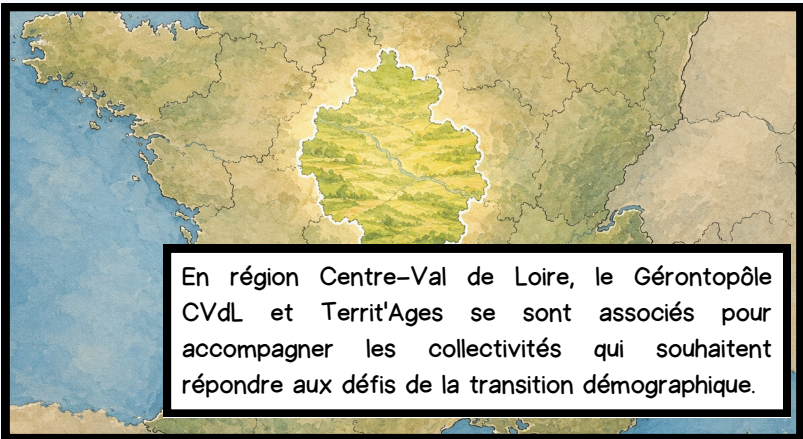 En région Centre-Val de Loire, le Gérontopôle
CVdL et Territ'Ages se sont associés pour
accompagner les collectivités qui souhaitent
répondre aux défis de la transition démographique.